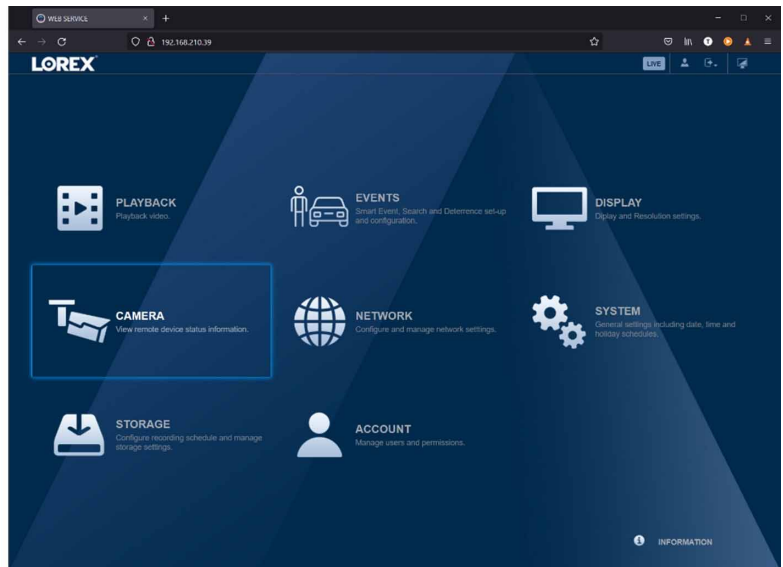 WEB SERVICE
192.168.210.39
LOREX
LIVE
PLAYBACK
Playback video.
EVENTS
Smart Event, Search and Deterrence set-up
and configuration.
DISPLAY
Diplay and Resolution settings.
CAMERA
View remote device status information.
NETWORK
Configure and manage network setttings.
SYSTEM
General settings including date, time and
holiday schedules.
STORAGE
Configure recording schedule and manage
storage settings.
ACCOUNT
Manage users and permissions.
INFORMATION